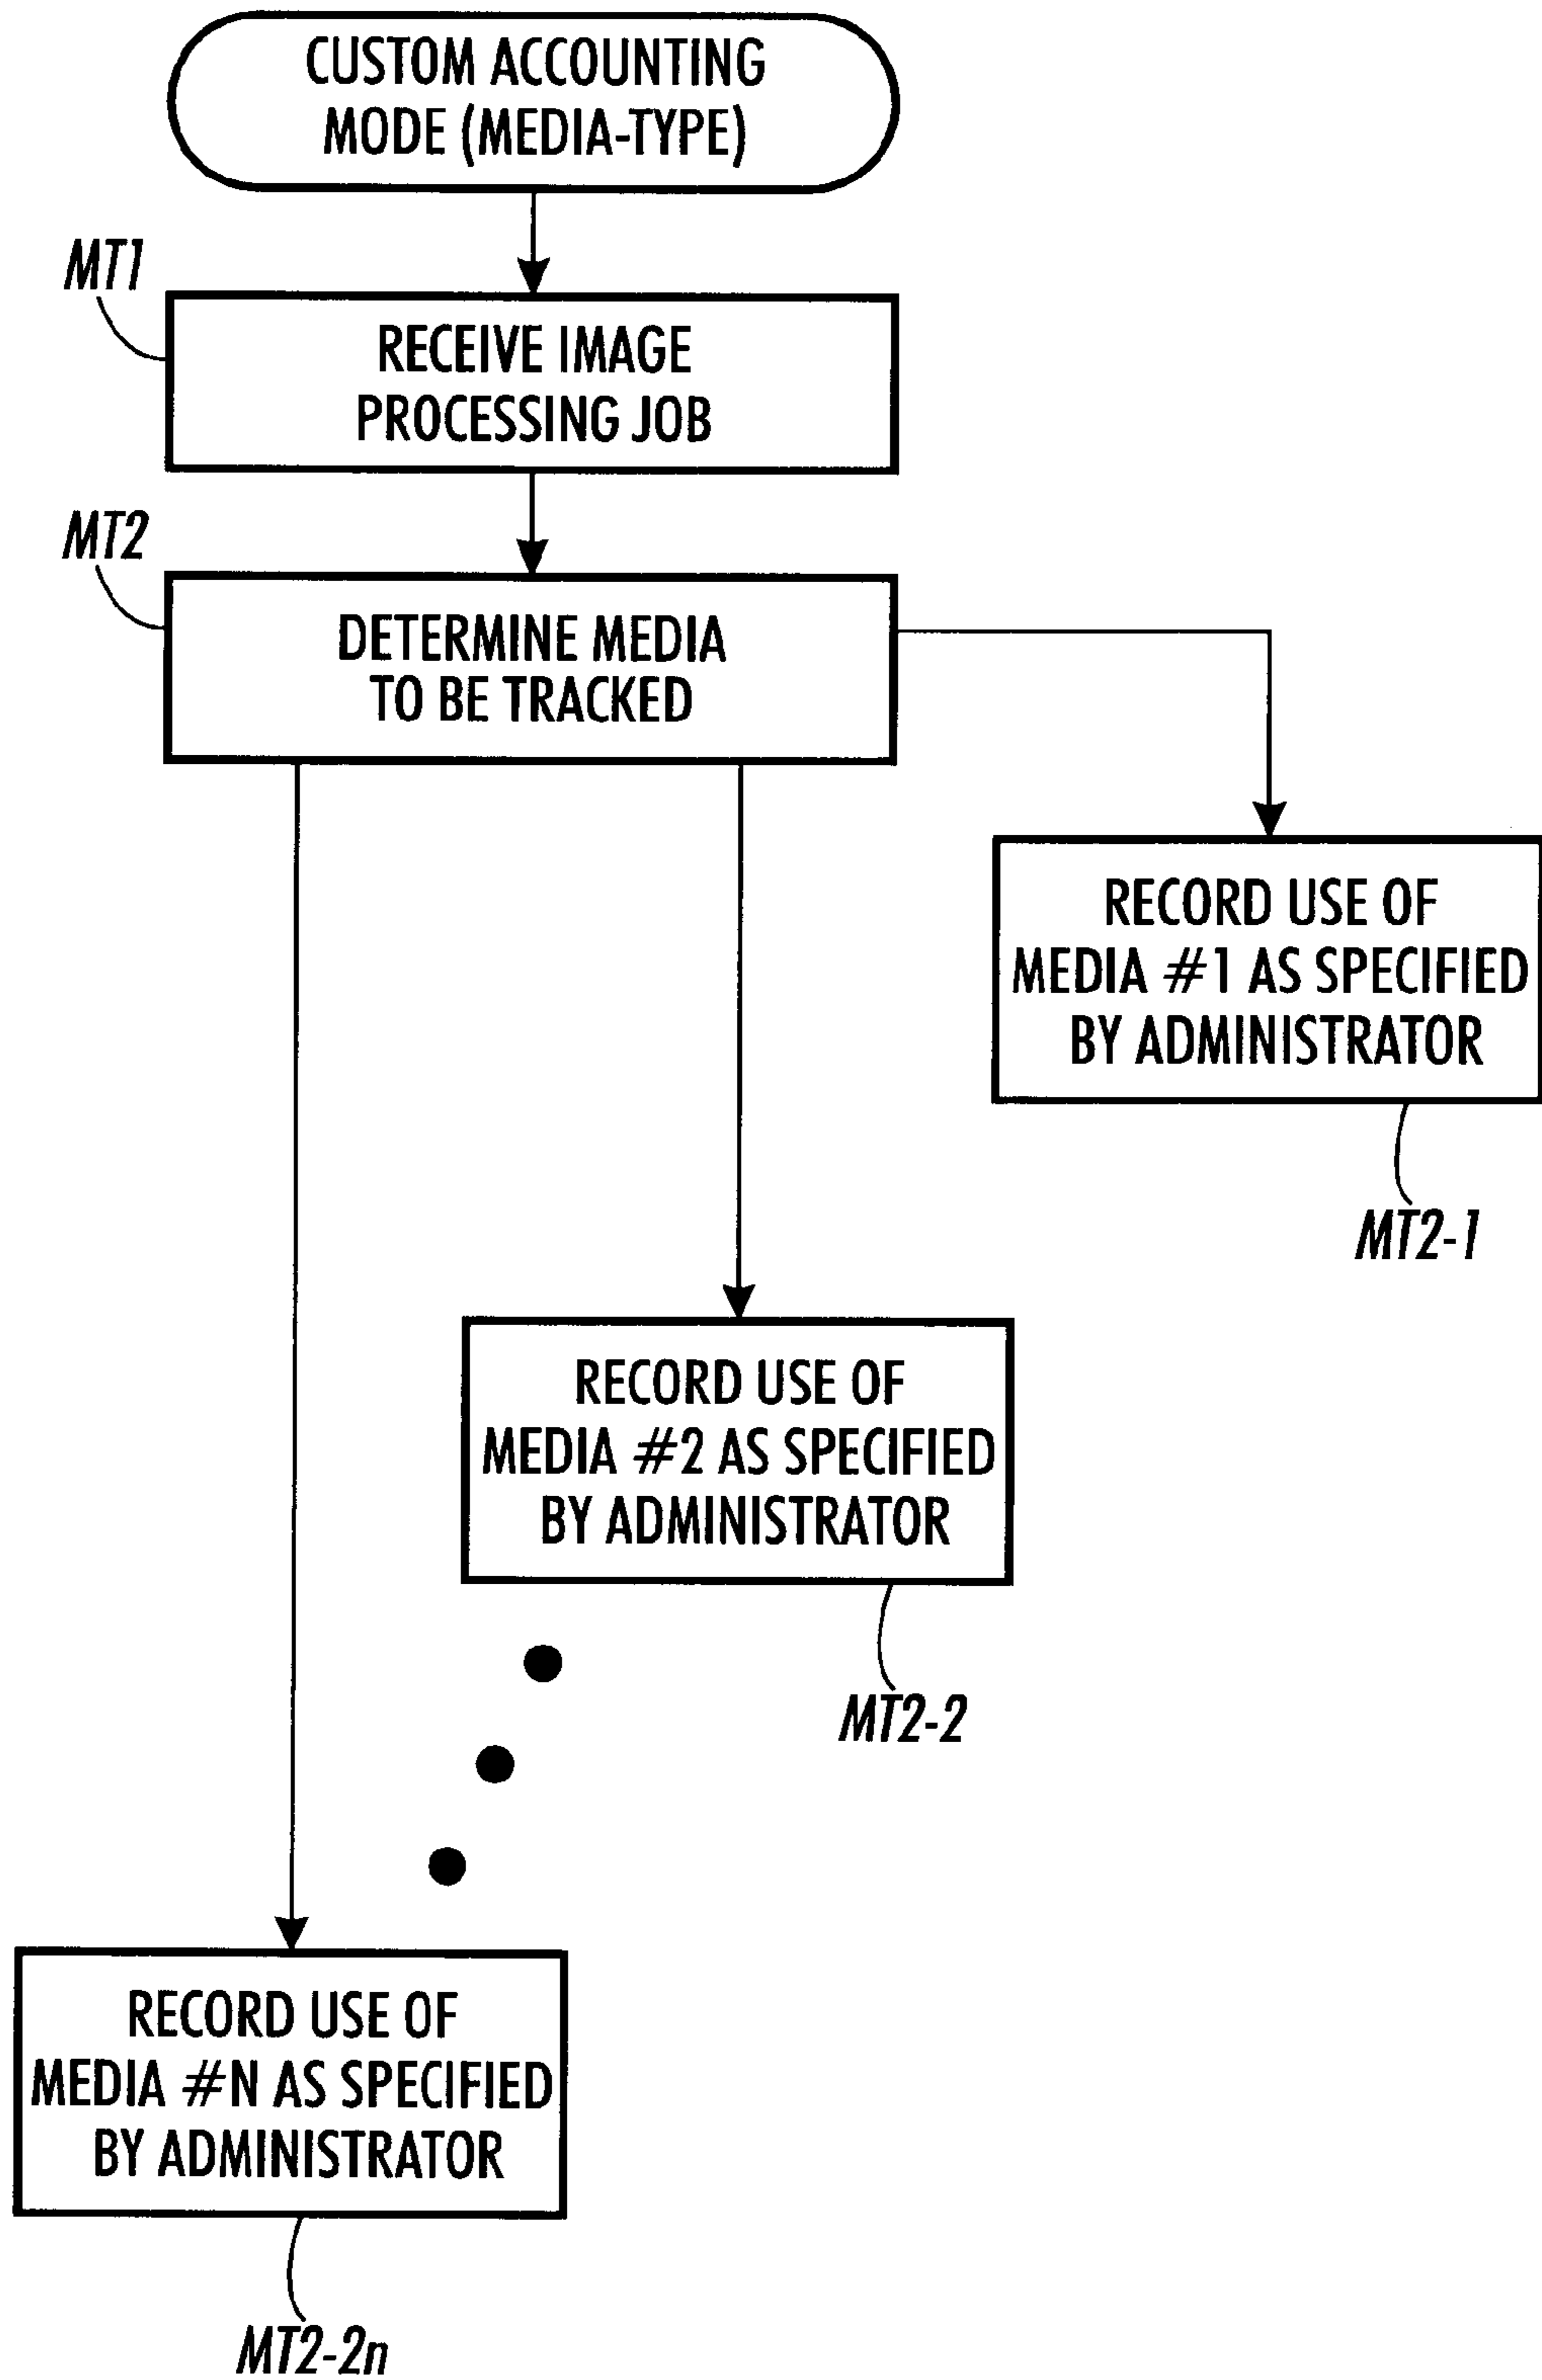 CUSTOM ACCOUNTING
MODE (MEDIA-TYPE)
MT1
RECEIVE IMAGE
PROCESSING JOB
MT2
DETERMINE MEDIA
TO BE TRACKED
RECORD USE OF
MEDIA #1 AS SPECIFIED
BY ADMINISTRATOR
MT2-1
RECORD USE OF
MEDIA #2 AS SPECIFIED
BY ADMINISTRATOR
MT2-2
RECORD USE OF
MEDIA #N AS SPECIFIED
BY ADMINISTRATOR
MT2-2n